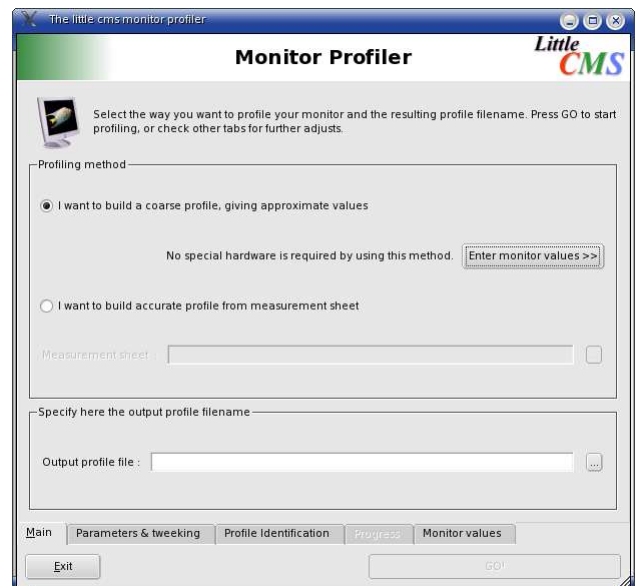 The little cms monitor profiler
Monitor Profiler
Little
CMS
Select the way you want to profile your monitor and the resulting profile filename. Press GO to start
profiling, or check other tabs for further adjusts.
Profiling method
I want to build a coarse profile, giving approximate values
No special hardware is required by using this method.
Enter monitor values >>
I want to build accurate profile from measurement sheet
Measurement sheet :
Specify here the output profile filename
Output profile file :
...
Main
Parameters & tweeking
Profile Identification
Progress
Monitor values
Exit
GO!